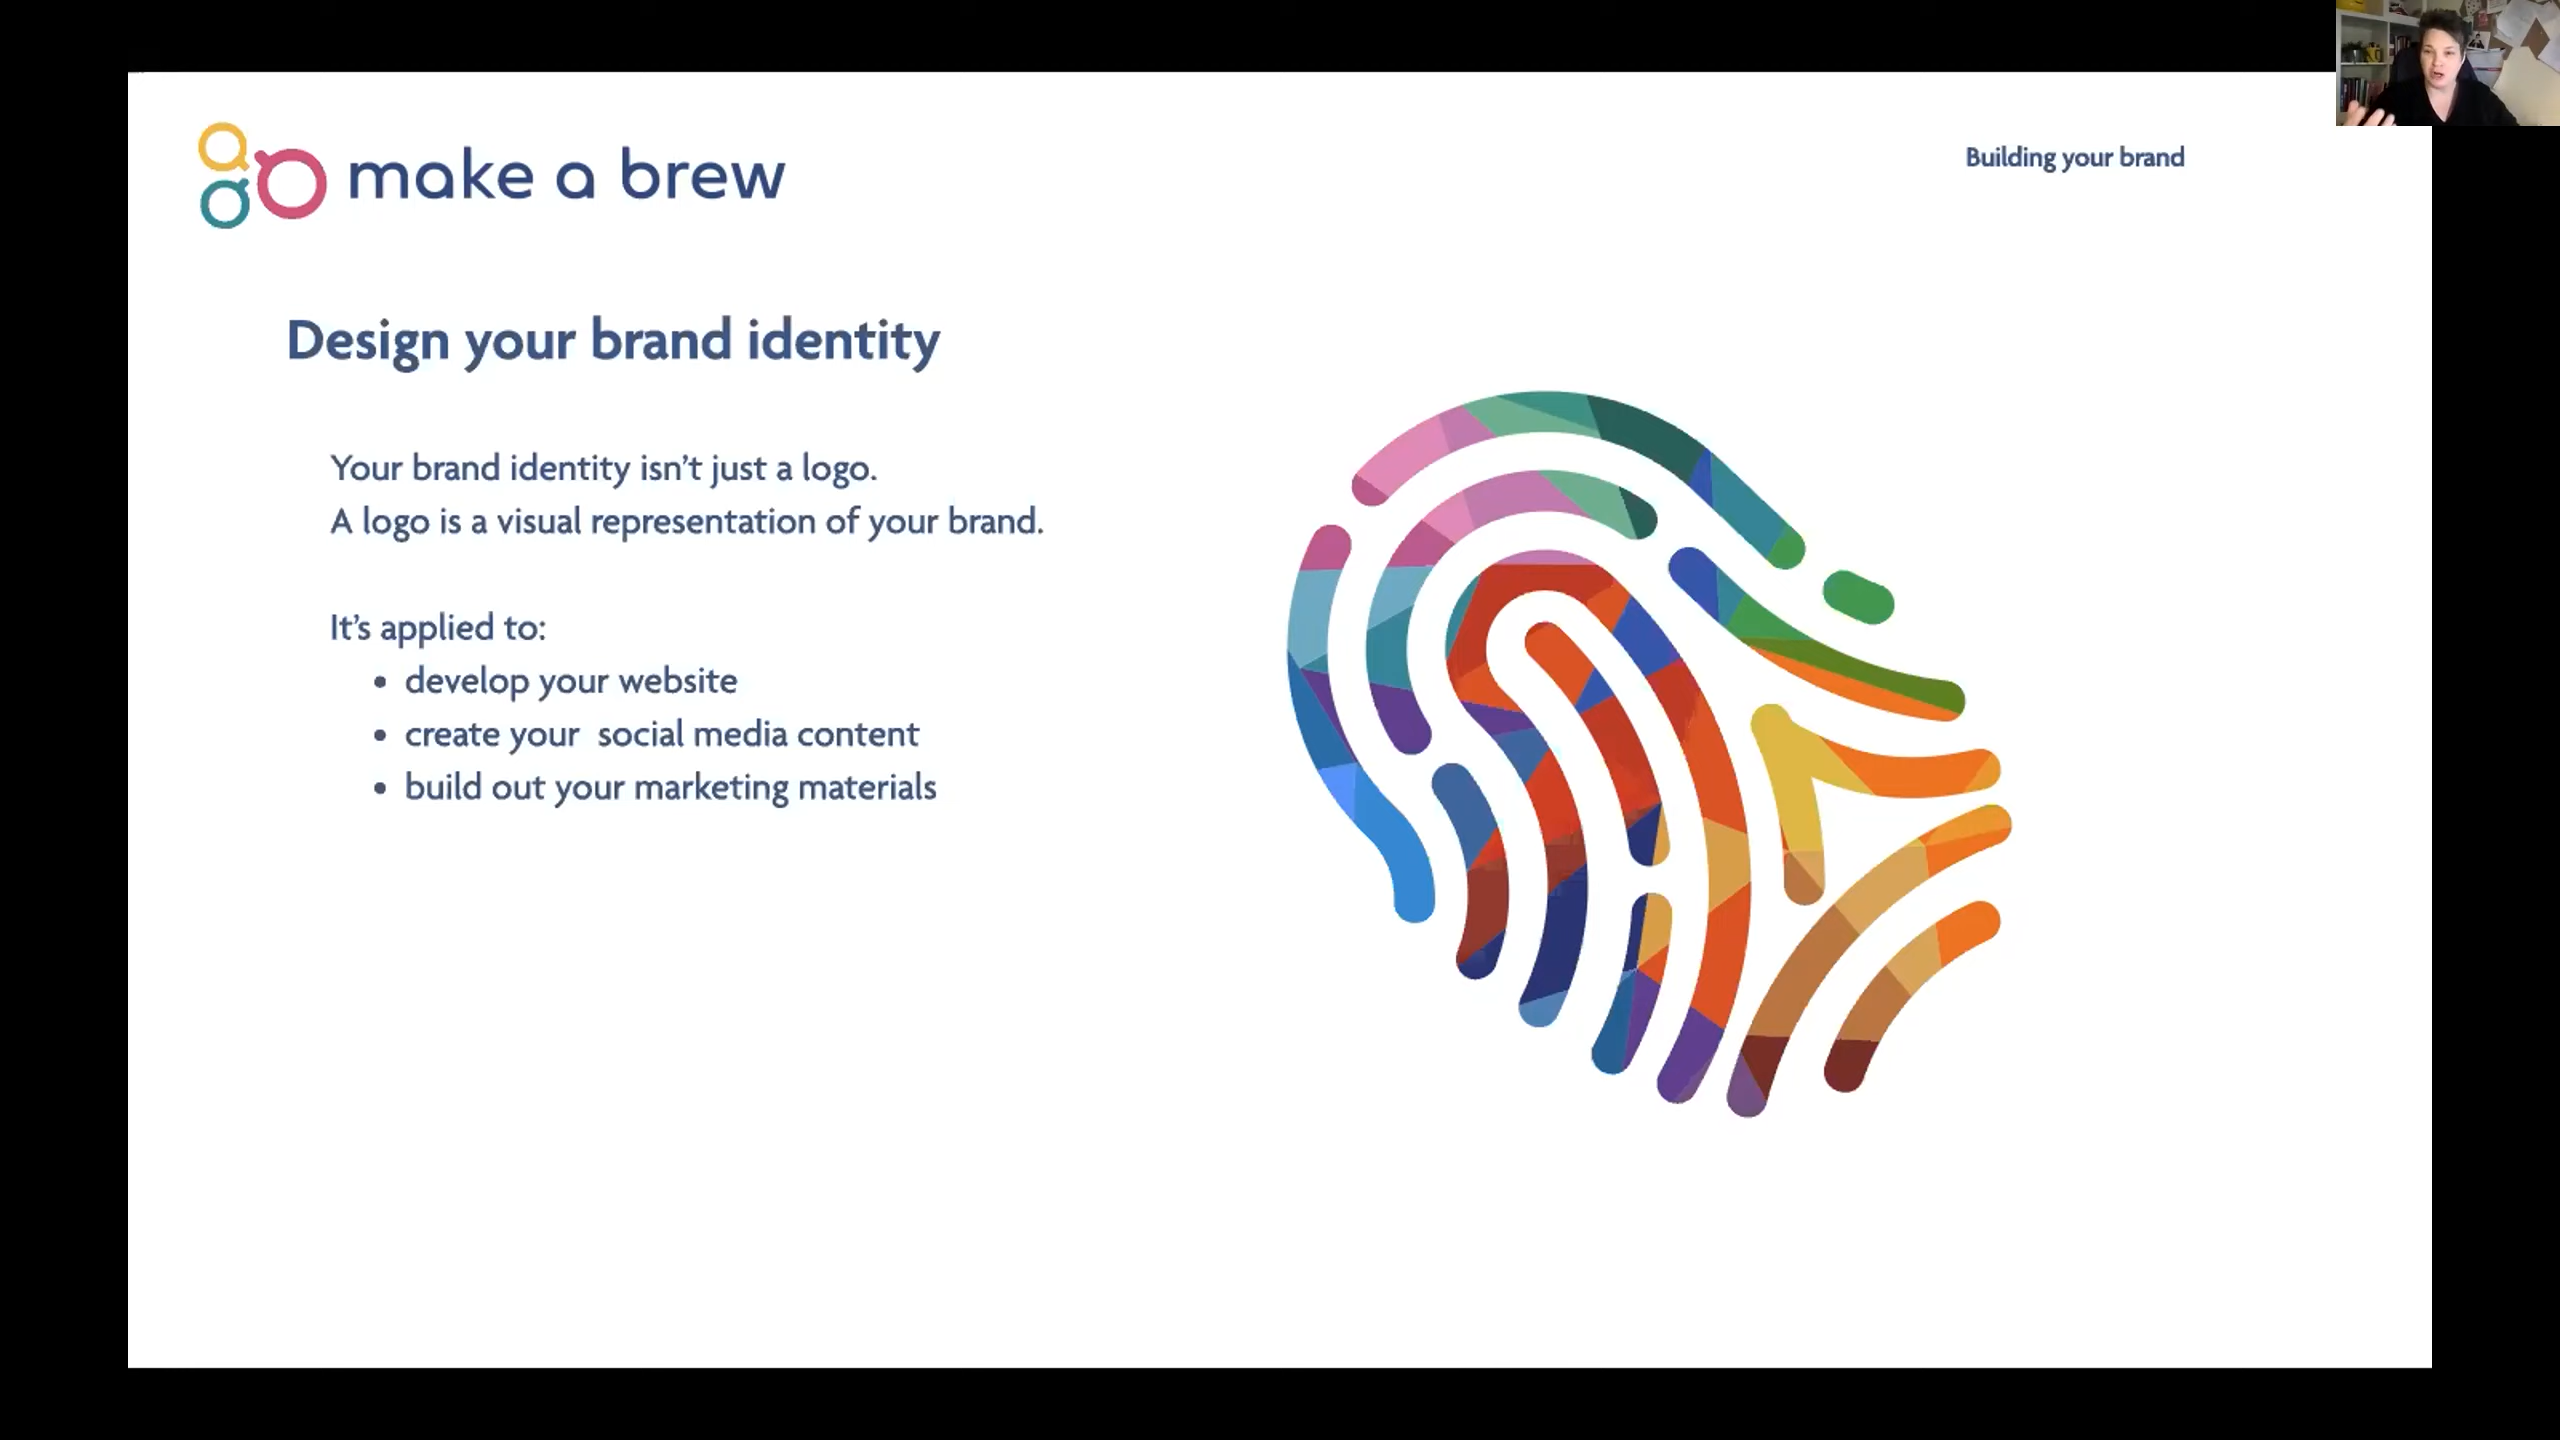 make a brew
Building your brand
Design your brand identity
Your brand identity isn’t just a logo.
A logo is a visual representation of your brand.
It’s applied to:
• develop your website
• create your  social media content
• build out your marketing materials